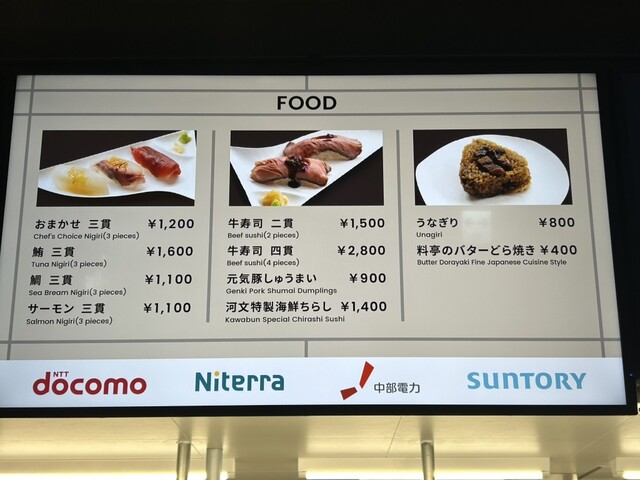 FOOD
おまかせ 三貫 ¥1,200
Chef's Choice Nigiri(3 pieces)
鮪 三貫 ¥1,600
Tuna Nigiri(3 pieces)
鯛 三貫 ¥1,100
Sea Bream Nigiri(3 pieces)
サーモン 三貫 ¥1,100
Salmon Nigiri(3 pieces)
牛寿司 二貫 ¥1,500
Beef sushi(2 pieces)
牛寿司 四貫 ¥2,800
Beef sushi(4 pieces)
元気豚しゅうまい ¥900
Genki Pork Shumai Dumplings
河文特製海鮮ちらし ¥1,400
Kawabun Special Chirashi Sushi
うなぎり ¥800
Unagiri
料亭のバターどら焼き ¥400
Butter Dorayaki Fine Japanese Cuisine Style
NTT
döcomo
Niterra
中部電力
SUNTORY